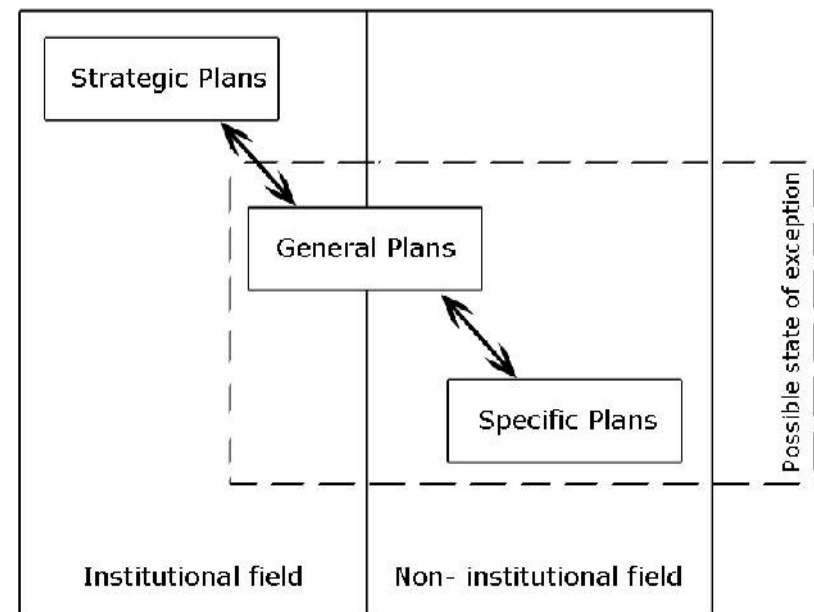 Strategic Plans
General Plans
Specific Plans
Possible state of exception
Institutional field
Non- institutional field